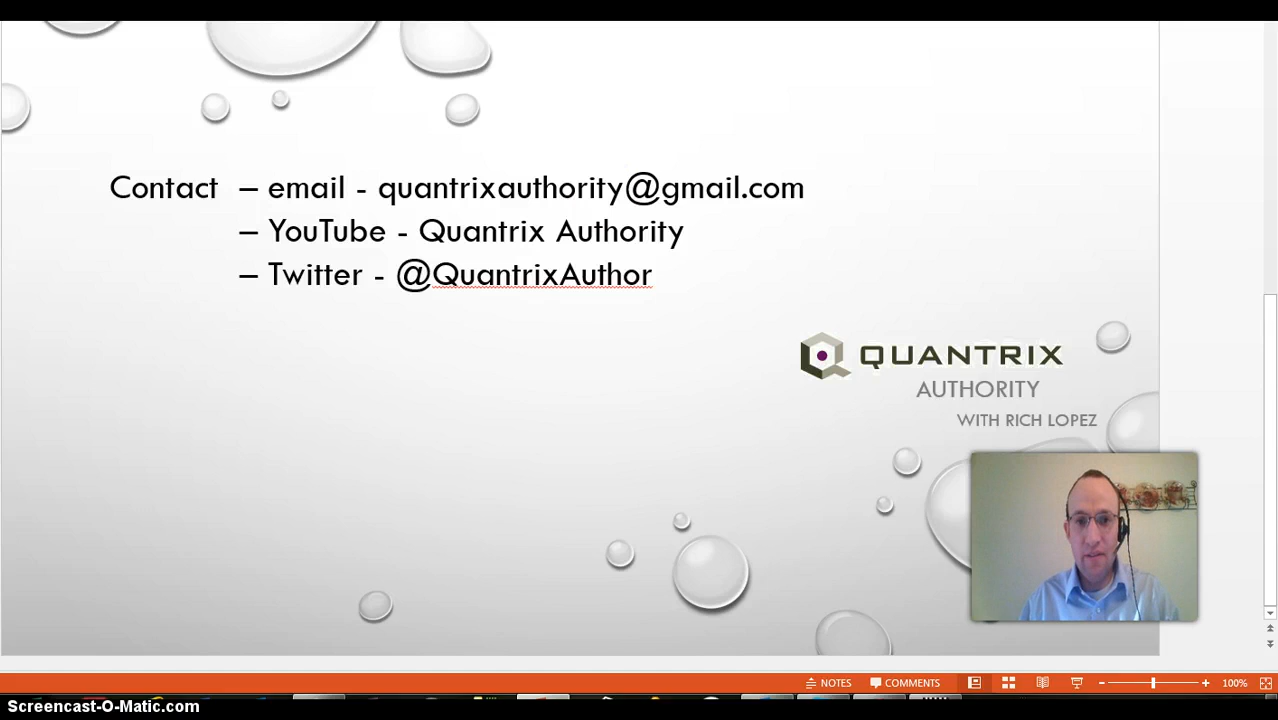 Contact – email - quantrixauthority@gmail.com
– YouTube - Quantrix Authority
– Twitter - @QuantrixAuthor
QUANTRIX
AUTHORITY
WITH RICH LOPEZ
NOTES COMMENTS 100%
Screencast-O-Matic.com